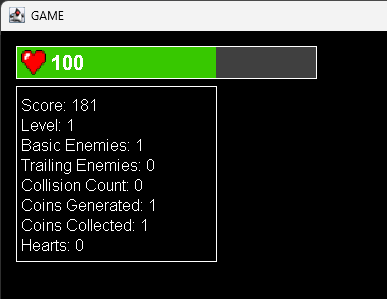 GAME
100
Score: 181
Level: 1
Basic Enemies: 1
Trailing Enemies: 0
Collision Count: 0
Coins Generated: 1
Coins Collected: 1
Hearts: 0